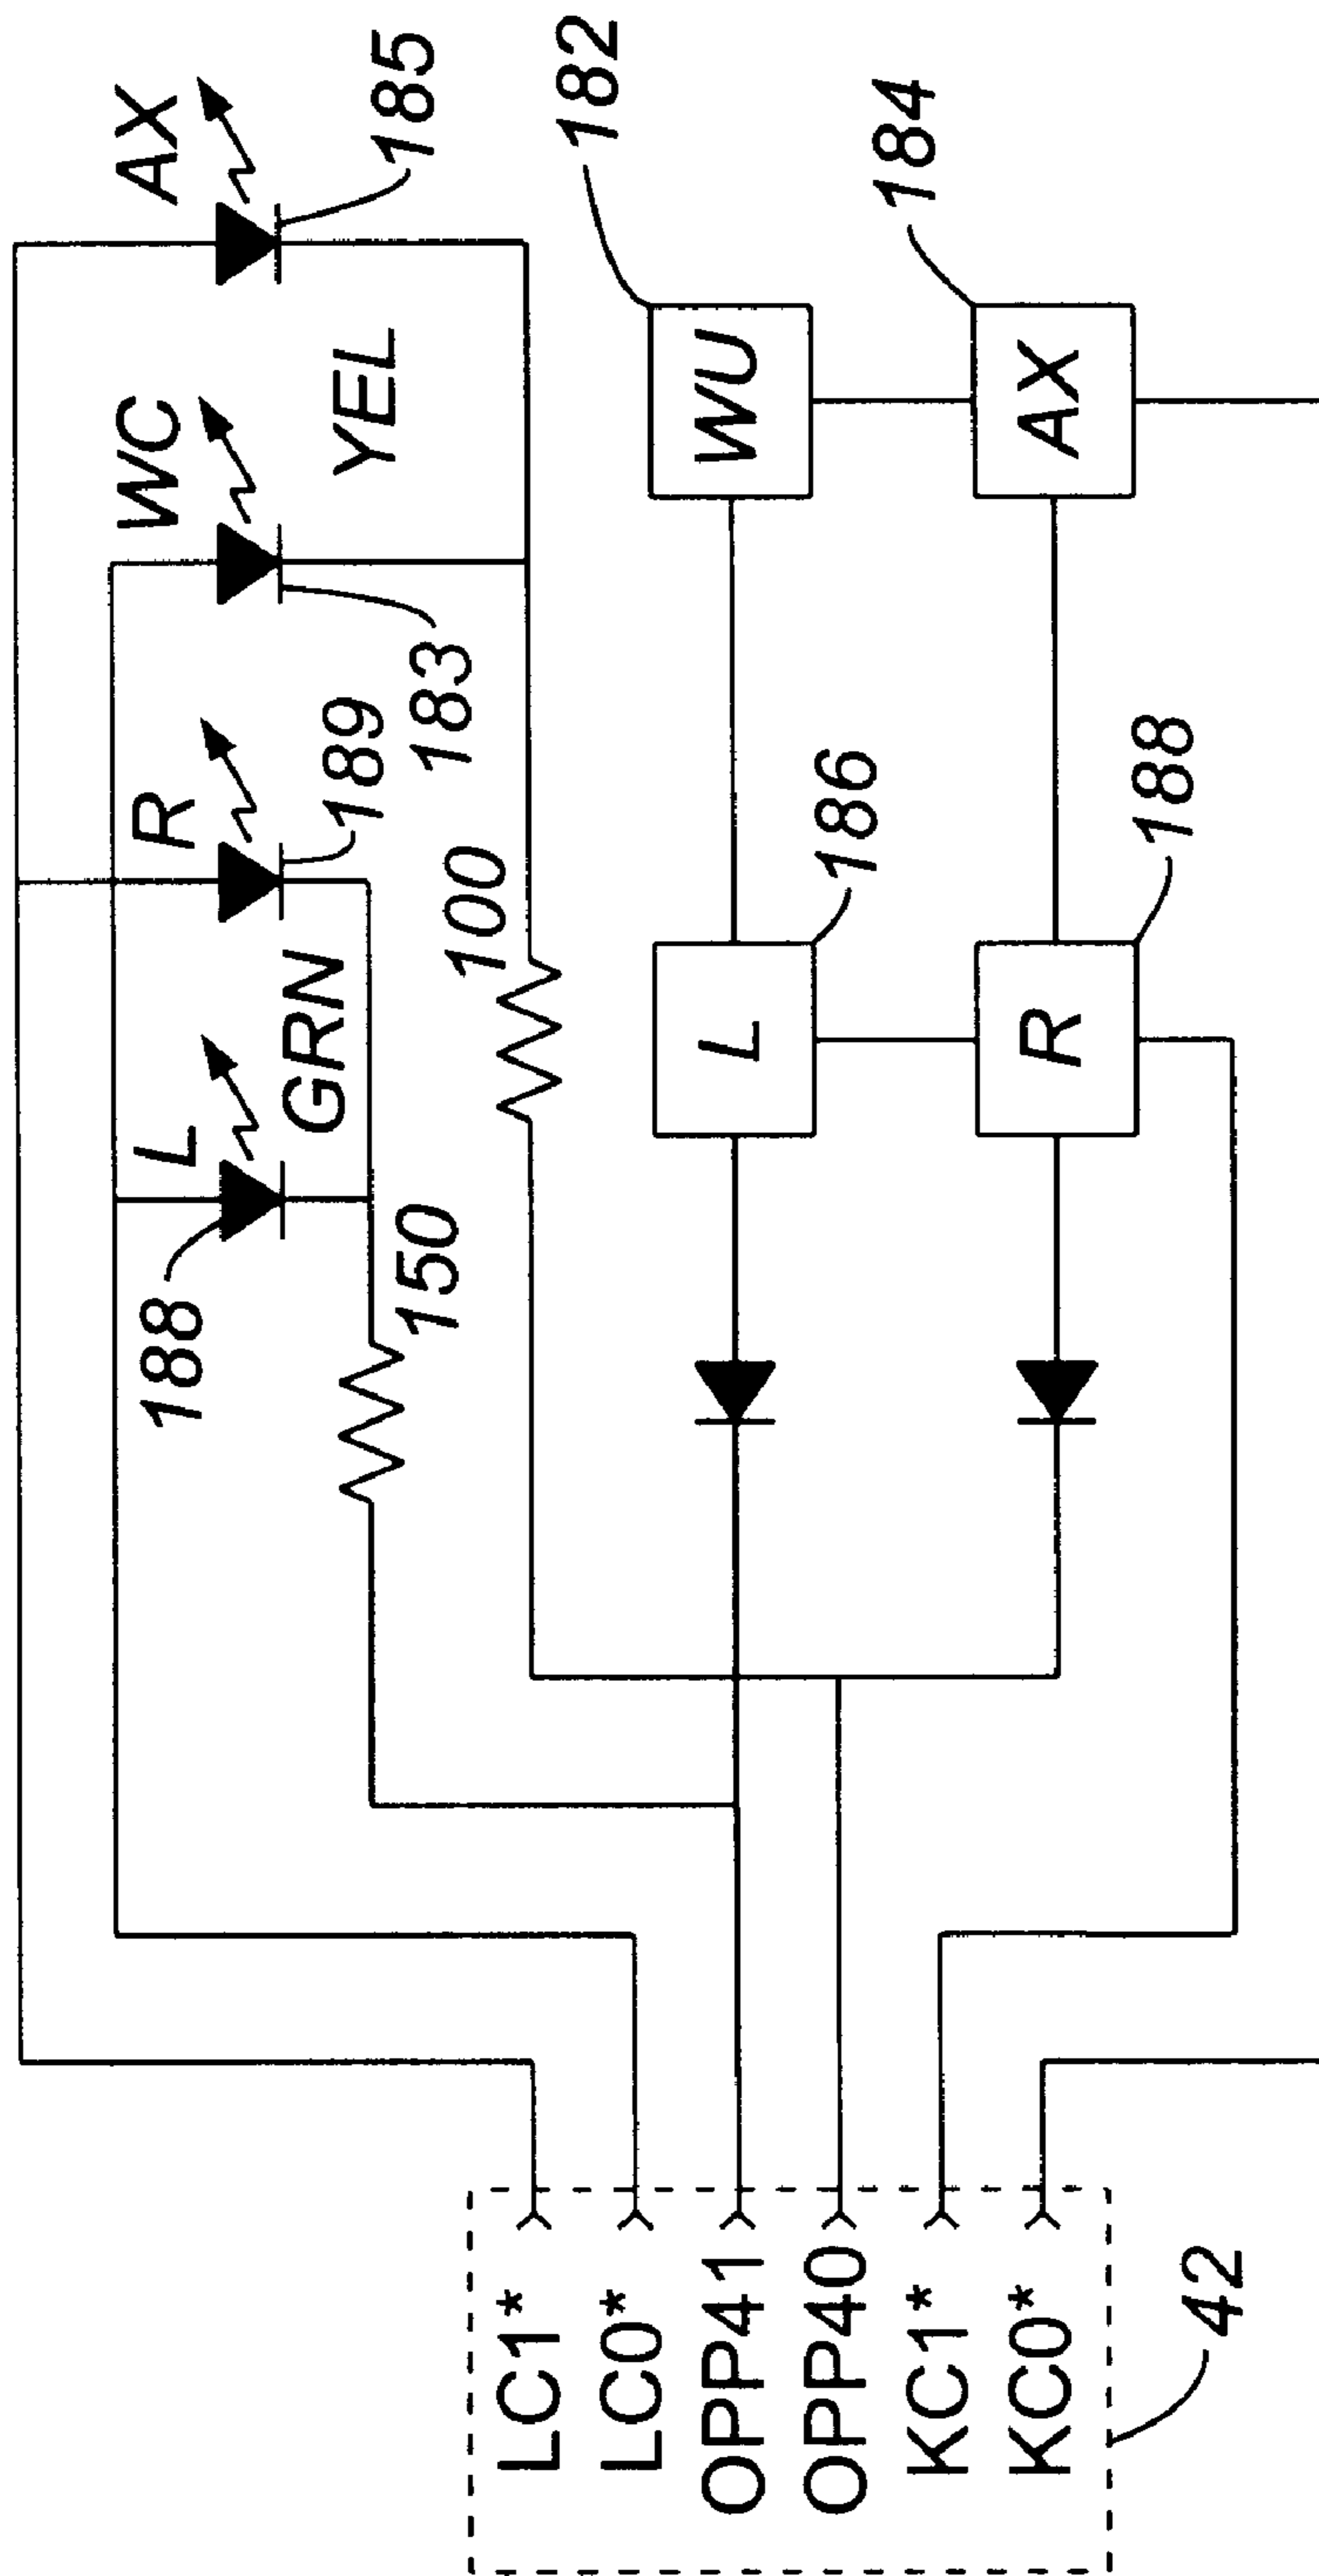 AX
WC
R
L
185
YEL
189
183
GRN
188
100
150
182
WU
184
AX
L
186
R
188
LC1*
LC0*
OPP41
OPP40
KC1*
KC0*
42